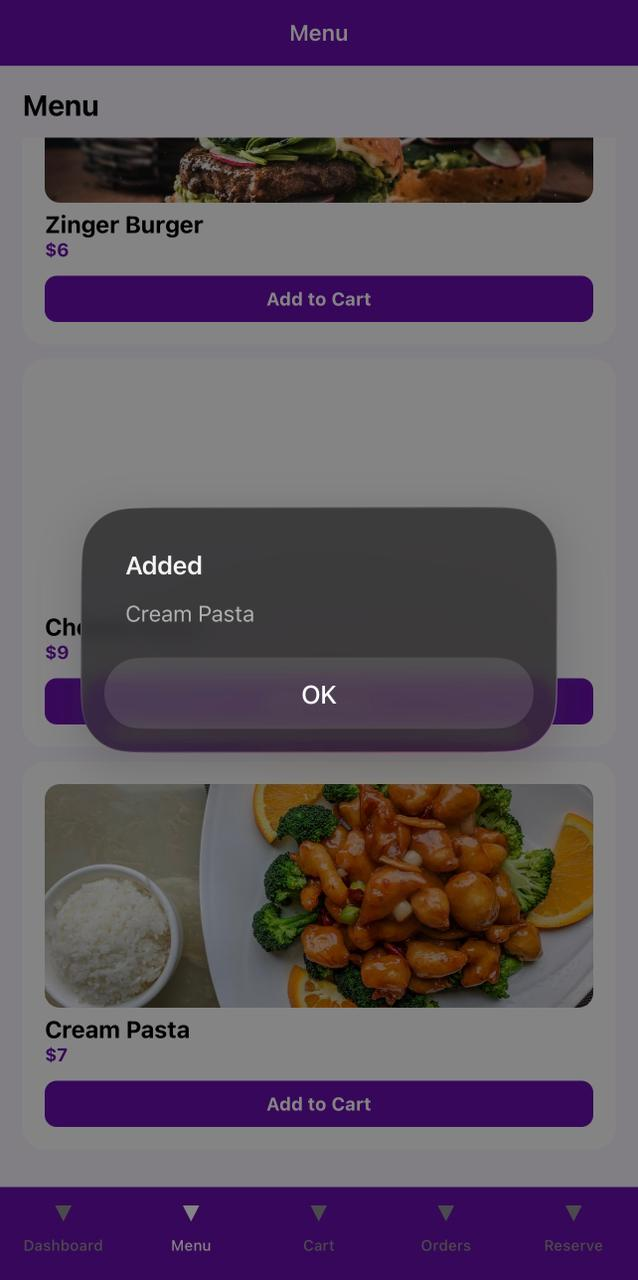 Menu
Menu
Zinger Burger
$6
Add to Cart
Added
Cream Pasta
$9
OK
Cream Pasta
$7
Add to Cart
Dashboard
Menu
Cart
Orders
Reserve